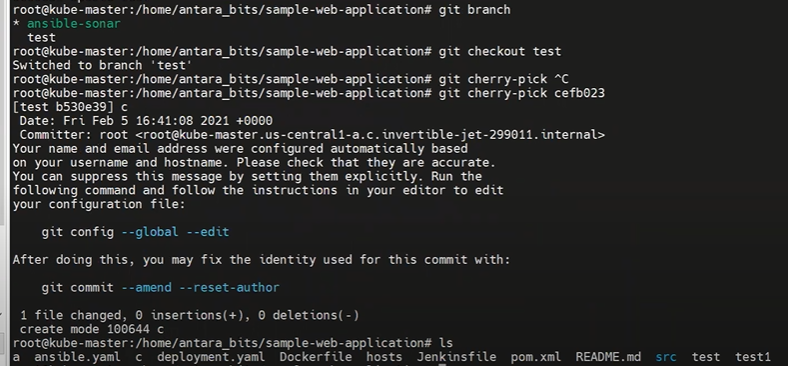 root@kube-master:/home/antara_bits/sample-web-application# git branch
* ansible-sonar
  test
root@kube-master:/home/antara_bits/sample-web-application# git checkout test
Switched to branch 'test'
root@kube-master:/home/antara_bits/sample-web-application# git cherry-pick ^C
root@kube-master:/home/antara_bits/sample-web-application# git cherry-pick cefb023
[test b530e39] c
 Date: Fri Feb 5 16:41:08 2021 +0000
 Committer: root <root@kube-master.us-central1-a.c.invertible-jet-299011.internal>
Your name and email address were configured automatically based
on your username and hostname. Please check that they are accurate.
You can suppress this message by setting them explicitly. Run the
following command and follow the instructions in your editor to edit
your configuration file:
    git config --global --edit
After doing this, you may fix the identity used for this commit with:
    git commit --amend --reset-author
 1 file changed, 0 insertions(+), 0 deletions(-)
 create mode 100644 c
root@kube-master:/home/antara_bits/sample-web-application# ls
a  ansible.yaml  c  deployment.yaml  Dockerfile  hosts  Jenkinsfile  pom.xml  README.md  src  test  test1